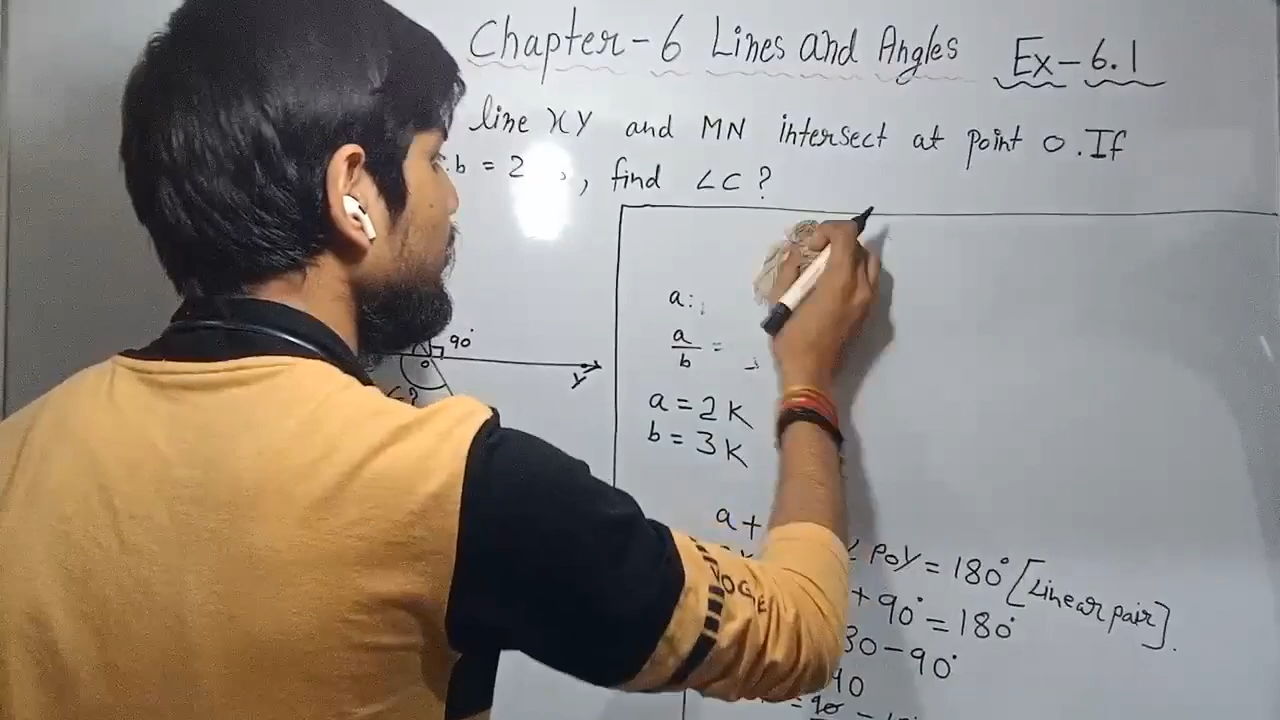 Chapter-6 Lines and Angles Ex-6.1
line XY and MN intersect at point O. If
:b = 2 , , find ∠C ?
90°
O
Y
C?
a:
a/b =
a = 2K
b = 3K
a+ ∠POY = 180° [Linear pair].
+ 90° = 180°
30 - 90°
90
= 90